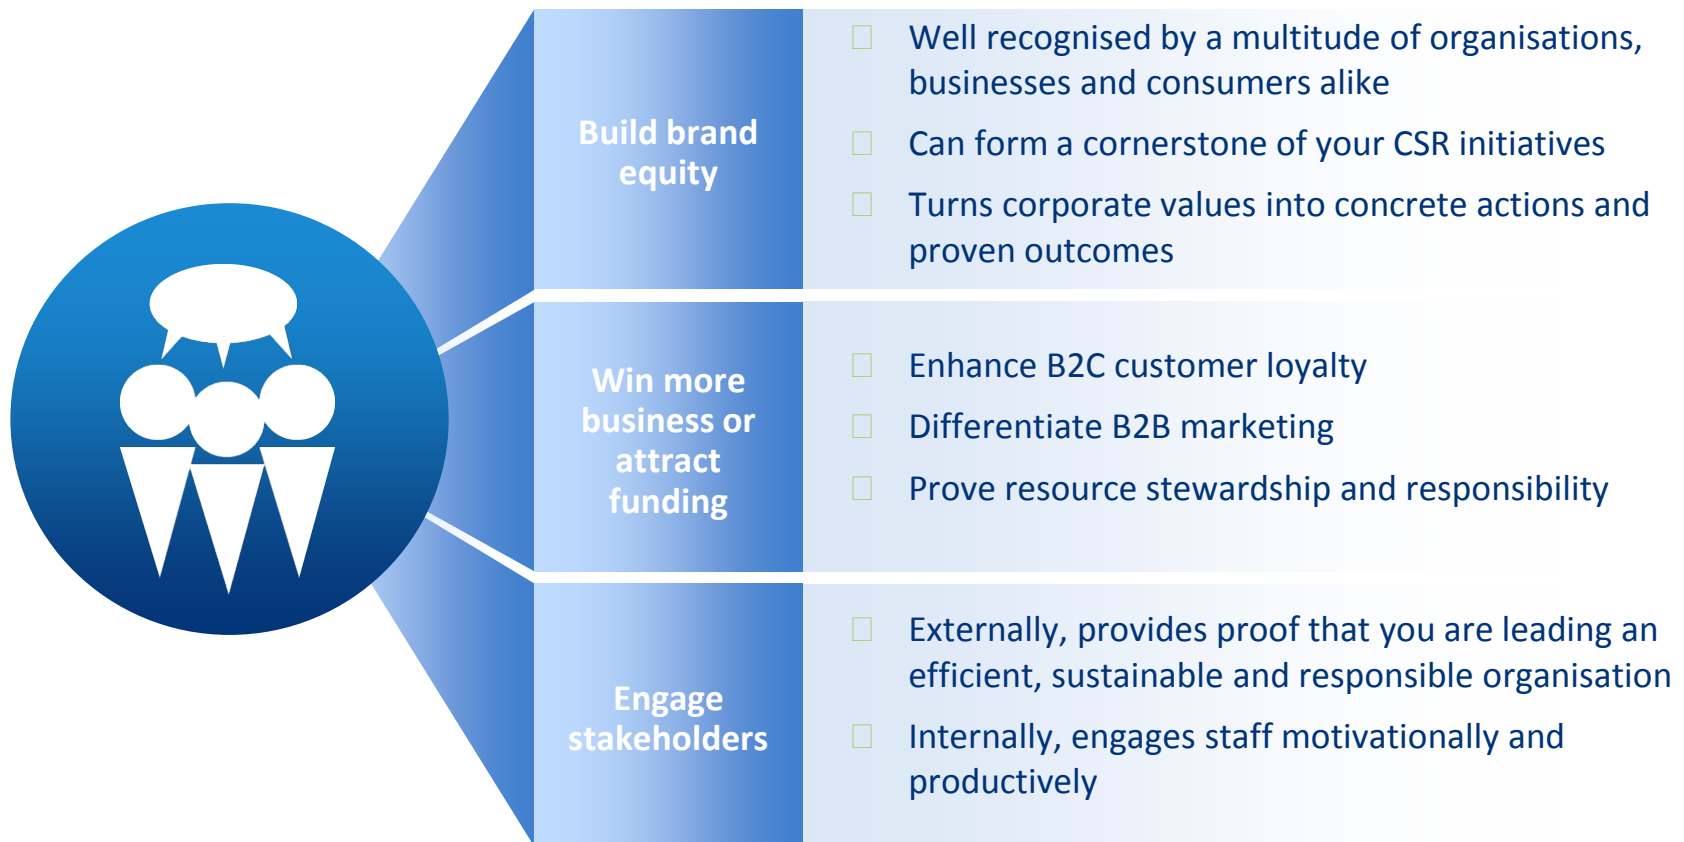 Build brand
equity
Well recognised by a multitude of organisations,
businesses and consumers alike
Can form a cornerstone of your CSR initiatives
Turns corporate values into concrete actions and
proven outcomes
Win more
business or
attract
funding
Enhance B2C customer loyalty
Differentiate B2B marketing
Prove resource stewardship and responsibility
Engage
stakeholders
Externally, provides proof that you are leading an
efficient, sustainable and responsible organisation
Internally, engages staff motivationally and
productively